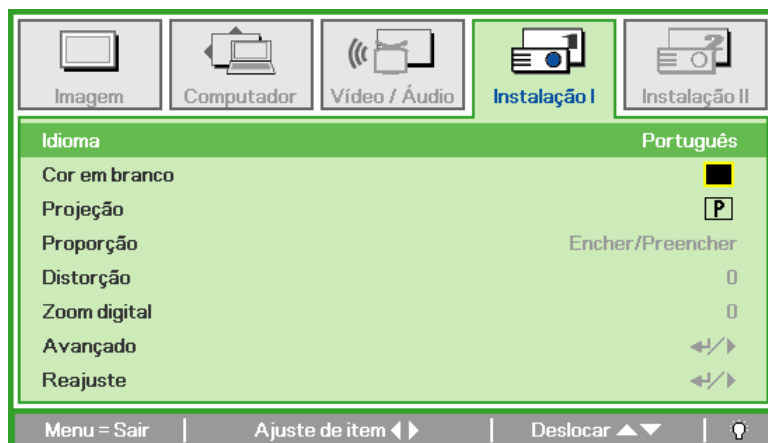 Imagem
Computador
Vídeo / Áudio
Instalação I
Instalação II
Idioma Português
Cor em branco
Projeção P
Proporção Encher/Preencher
Distorção 0
Zoom digital 0
Avançado
Reajuste
Menu = Sair Ajuste de item Deslocar